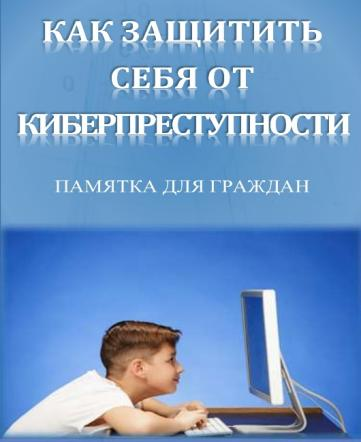 КАК ЗАЩИТИТЬ
СЕБЯ ОТ
КИБЕРПРЕСТУПНОСТИ
ПАМЯТКА ДЛЯ ГРАЖДАН